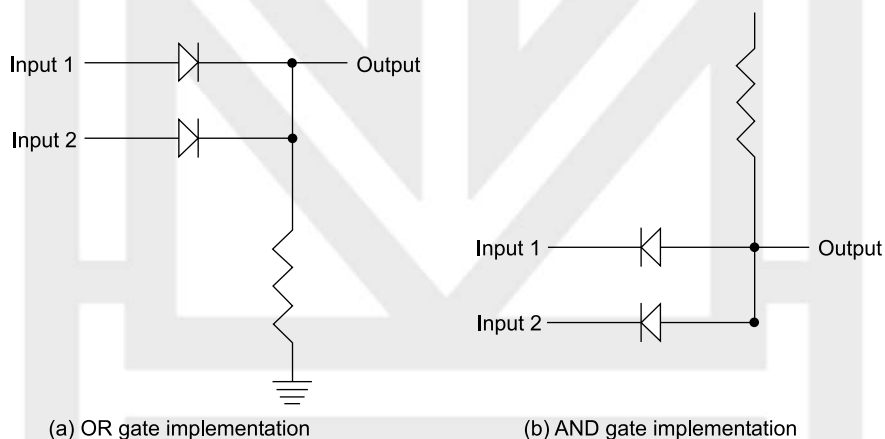 Input 1
Output
Input 2
Input 1
Output
Input 2
(a) OR gate implementation
(b) AND gate implementation